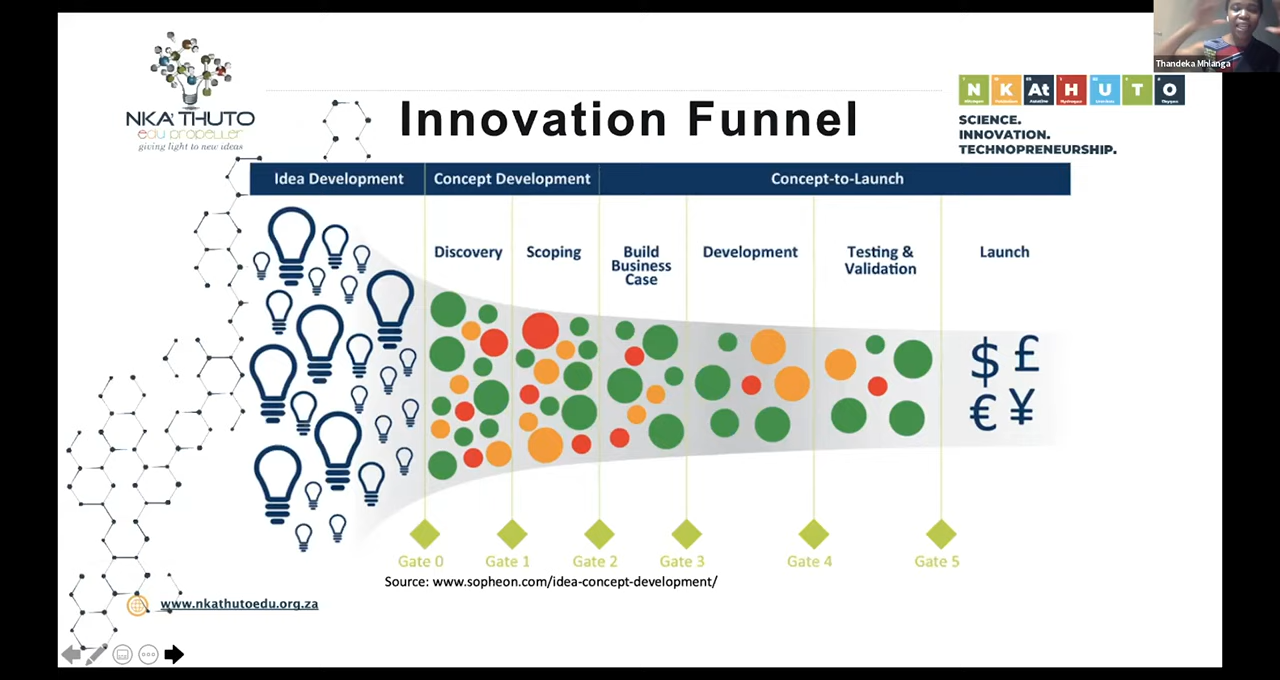 Thandeka Mhlanga
NKA'THUTO
edu propeller
giving light to new ideas
Innovation Funnel
N K At H U T O
SCIENCE.
INNOVATION.
TECHNOPRENEURSHIP.
Idea Development
Concept Development
Concept-to-Launch
Discovery
Scoping
Build
Business
Case
Development
Testing &
Validation
Launch
$ £
€ ¥
Gate 0
Gate 1
Gate 2
Gate 3
Gate 4
Gate 5
Source: www.sopheon.com/idea-concept-development/
www.nkathutoedu.org.za